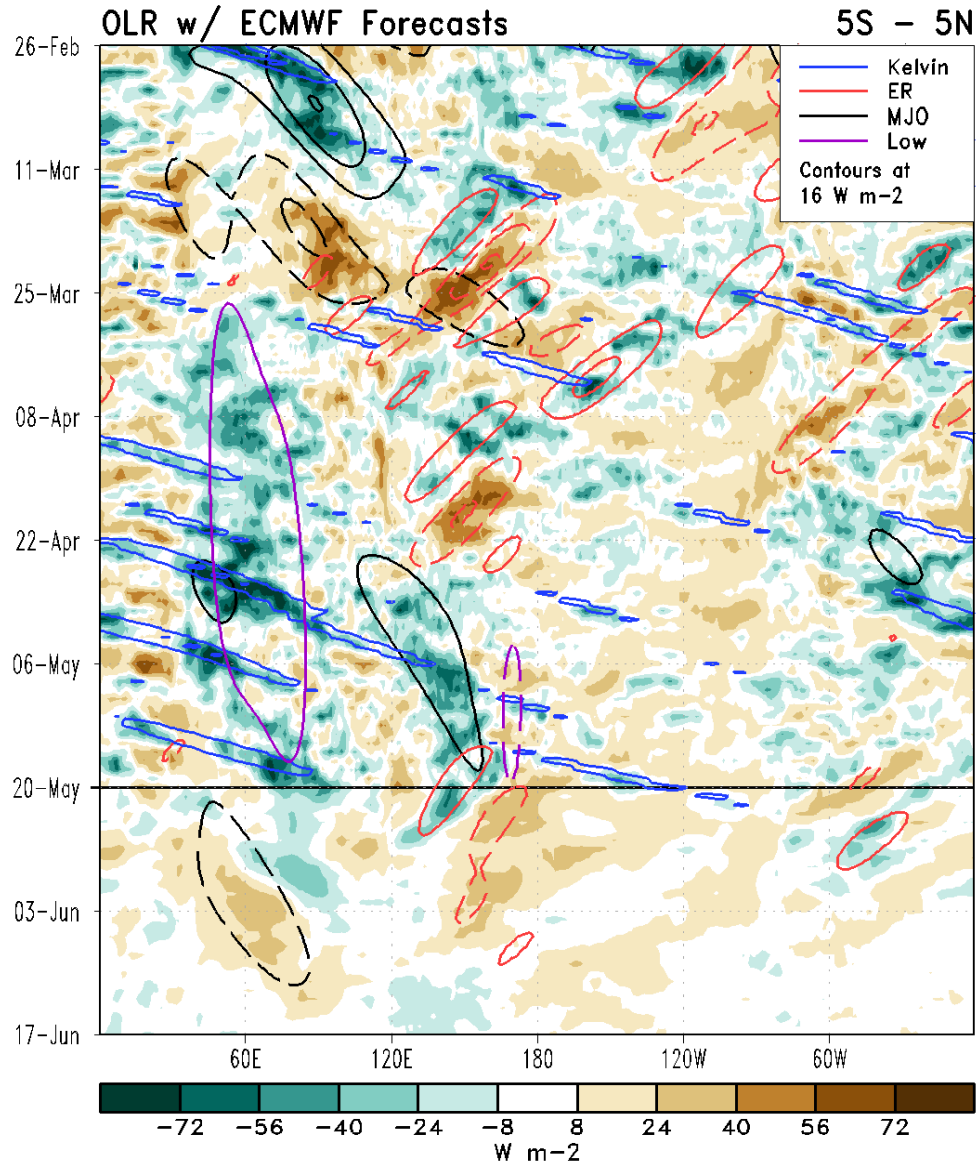 OLR w/ ECMWF Forecasts 5S - 5N
Kelvin
ER
MJO
Low
Contours at
16 W m-2
26-Feb
11-Mar
25-Mar
08-Apr
22-Apr
06-May
20-May
03-Jun
17-Jun
60E 120E 180 120W 60W
-72 -56 -40 -24 -8 8 24 40 56 72
W m-2